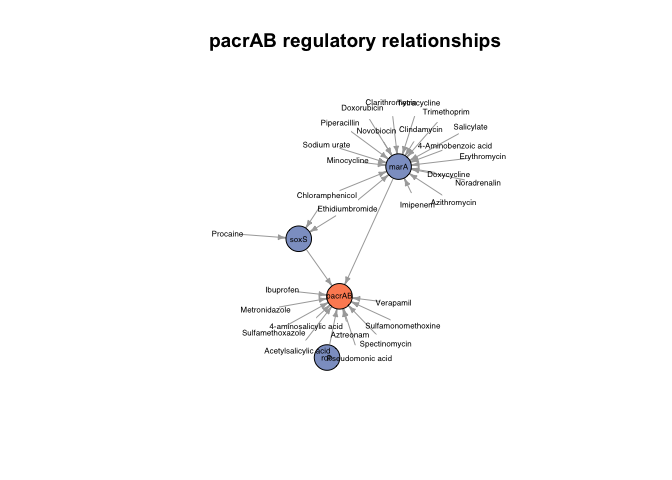 pacrAB regulatory relationships
Clarithromycin
Tetracycline
Doxorubicin
Trimethoprim
Piperacillin
Novobiocin
Clindamycin
Salicylate
Sodium urate
4-Aminobenzoic acid
Minocycline
Erythromycin
marA
Doxycycline
Noradrenalin
Chloramphenicol
Imipenem
Azithromycin
Ethidiumbromide
Procaine
soxS
Ibuprofen
pacrAB
Verapamil
Metronidazole
4-aminosalicylic acid
Sulfamonomethoxine
Sulfamethoxazole
Aztreonam
Spectinomycin
Acetylsalicylic acid
Pseudomonic acid